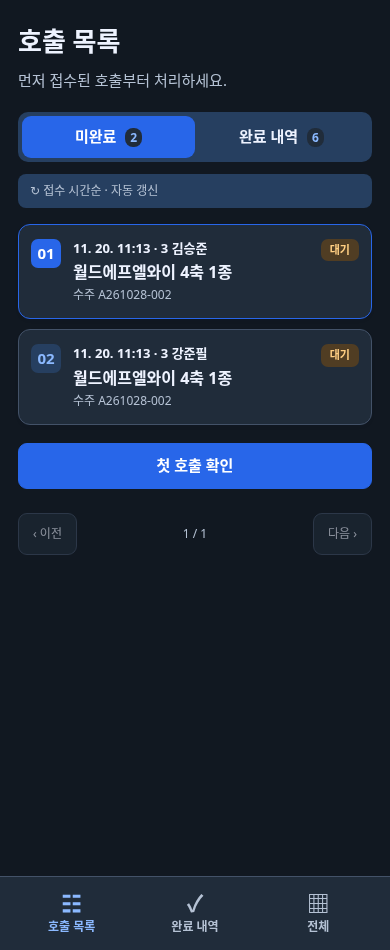 호출 목록
먼저 접수된 호출부터 처리하세요.
미완료 2 완료 내역 6
↻ 접수 시간순 · 자동 갱신
01 11. 20. 11:13 · 3 김승준 대기
월드에프엘와이 4축 1종
수주 A261028-002
02 11. 20. 11:13 · 3 강준필 대기
월드에프엘와이 4축 1종
수주 A261028-002
첫 호출 확인
‹ 이전 1 / 1 다음 ›
호출 목록 완료 내역 전체